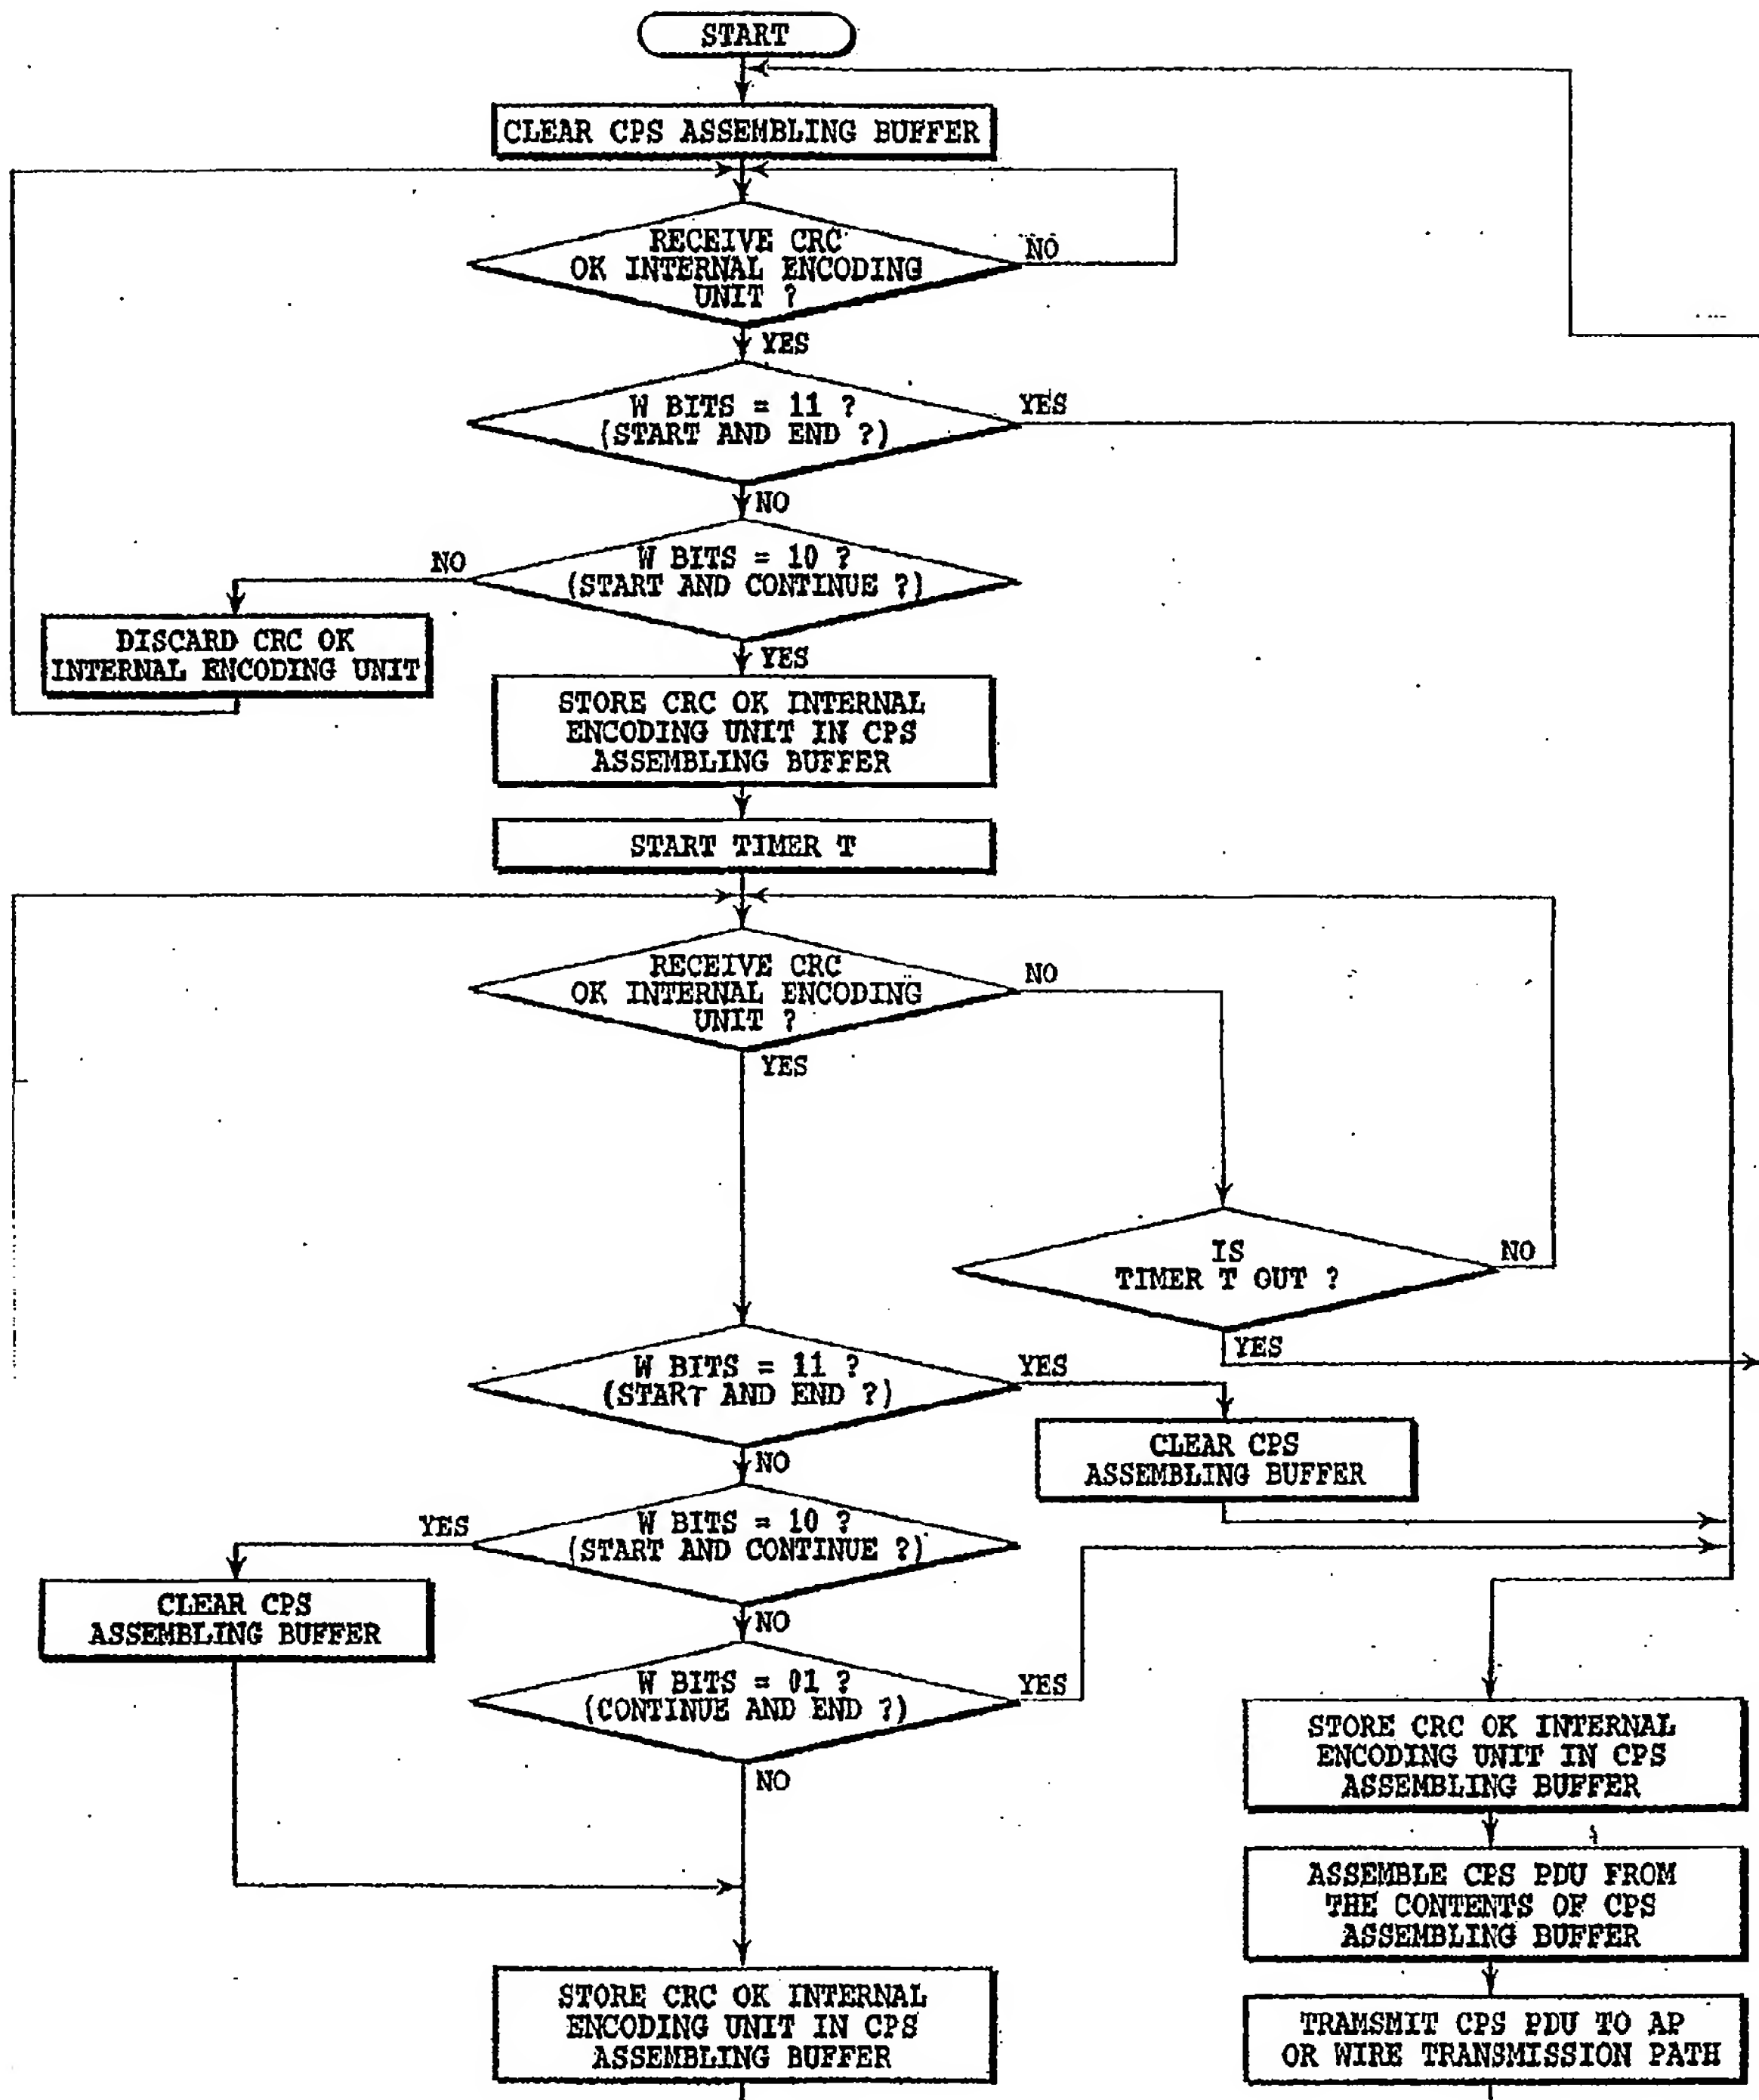 START
CLEAR CPS ASSEMBLING BUFFER
RECEIVE CRC
OK INTERNAL ENCODING
UNIT ?
NO
YES
W BITS = 11 ?
(START AND END ?)
YES
NO
W BITS = 10 ?
(START AND CONTINUE ?)
NO
DISCARD CRC OK
INTERNAL ENCODING UNIT
YES
STORE CRC OK INTERNAL
ENCODING UNIT IN CPS
ASSEMBLING BUFFER
START TIMER T
RECEIVE CRC
OK INTERNAL ENCODING
UNIT ?
NO
YES
IS
TIMER T OUT ?
NO
YES
W BITS = 11 ?
(START AND END ?)
YES
CLEAR CPS
ASSEMBLING BUFFER
NO
W BITS = 10 ?
(START AND CONTINUE ?)
YES
CLEAR CPS
ASSEMBLING BUFFER
NO
W BITS = 01 ?
(CONTINUE AND END ?)
YES
NO
STORE CRC OK INTERNAL
ENCODING UNIT IN CPS
ASSEMBLING BUFFER
ASSEMBLE CPS PDU FROM
THE CONTENTS OF CPS
ASSEMBLING BUFFER
STORE CRC OK INTERNAL
ENCODING UNIT IN CPS
ASSEMBLING BUFFER
TRAMSMIT CPS PDU TO AP
OR WIRE TRANSMISSION PATH